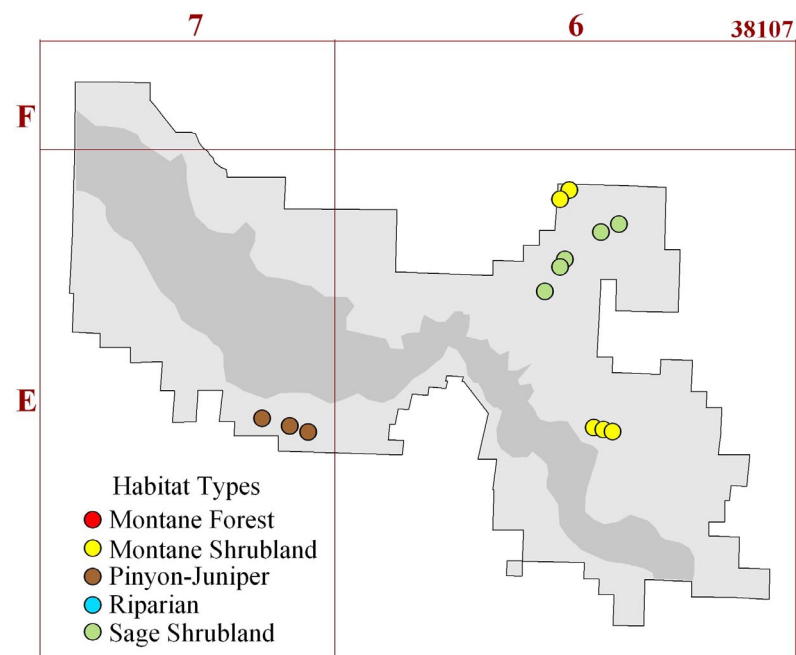 7 6 38107
F
E
Habitat Types
Montane Forest
Montane Shrubland
Pinyon-Juniper
Riparian
Sage Shrubland